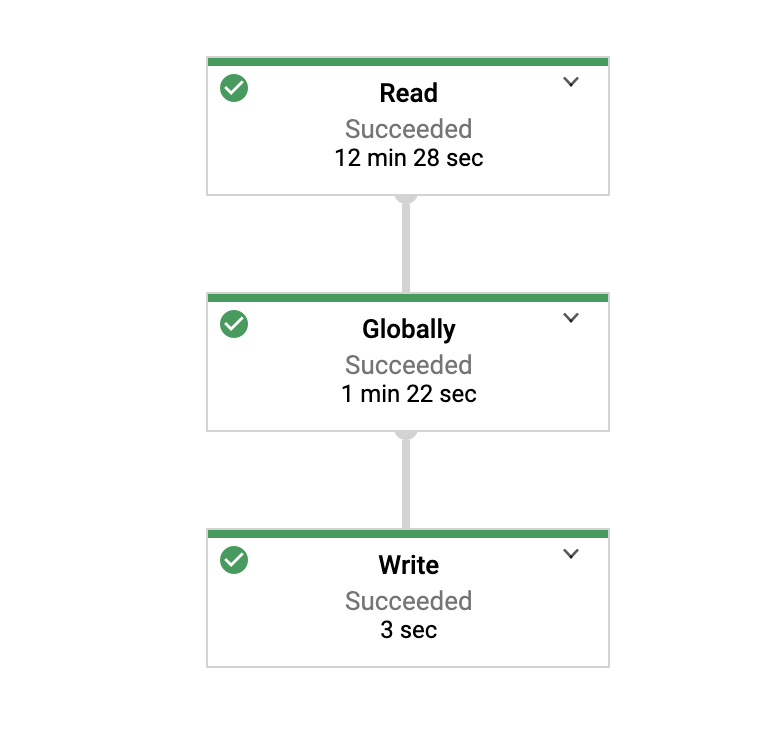 Read
Succeeded
12 min 28 sec
Globally
Succeeded
1 min 22 sec
Write
Succeeded
3 sec